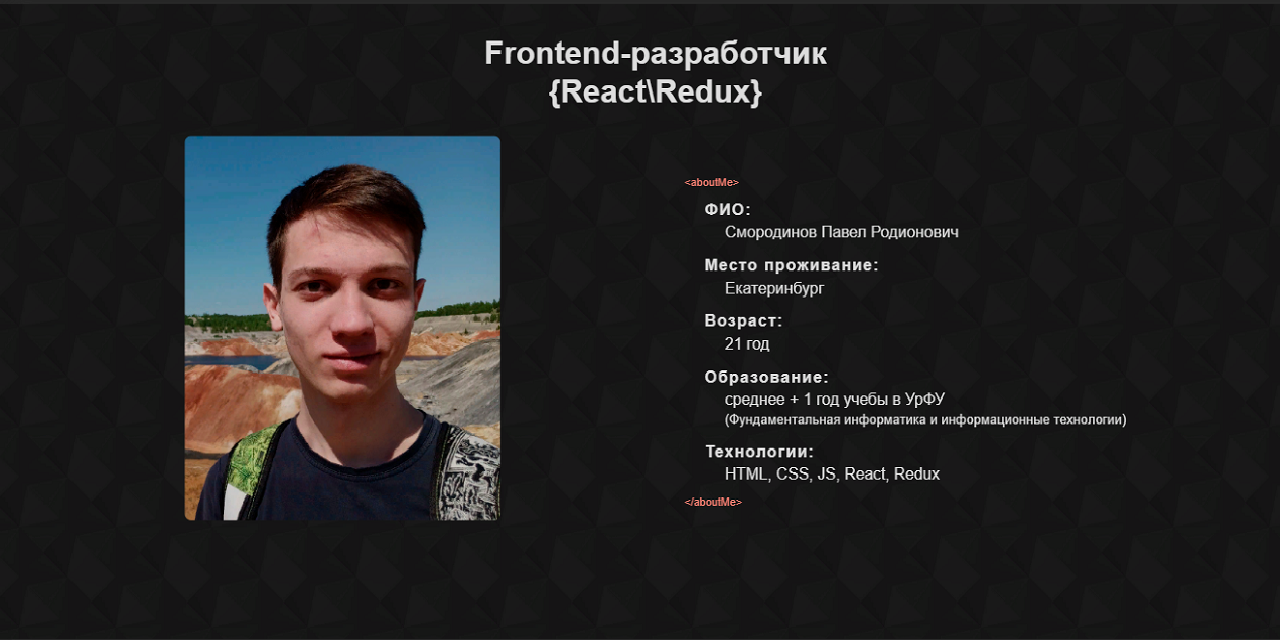 Frontend-разработчик
{React\Redux}
<aboutMe>
ФИО:
Смородинов Павел Родионович
Место проживание:
Екатеринбург
Возраст:
21 год
Образование:
среднее + 1 год учебы в УрФУ
(Фундаментальная информатика и информационные технологии)
Технологии:
HTML, CSS, JS, React, Redux
</aboutMe>